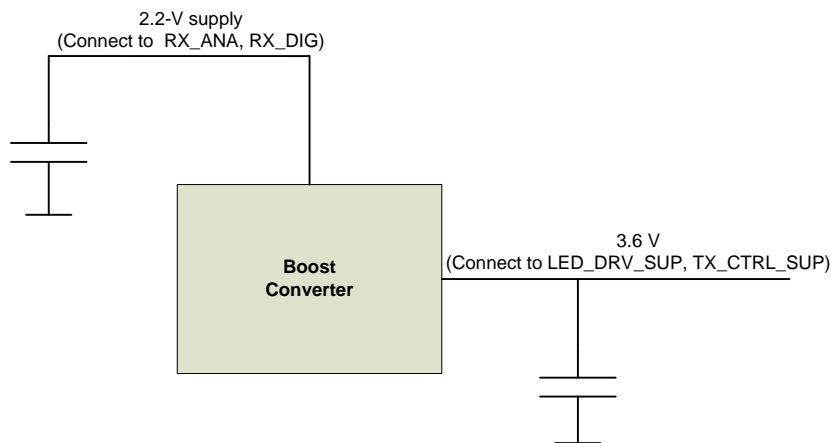 2.2-V supply
(Connect to RX_ANA, RX_DIG)
Boost
Converter
3.6 V
(Connect to LED_DRV_SUP, TX_CTRL_SUP)